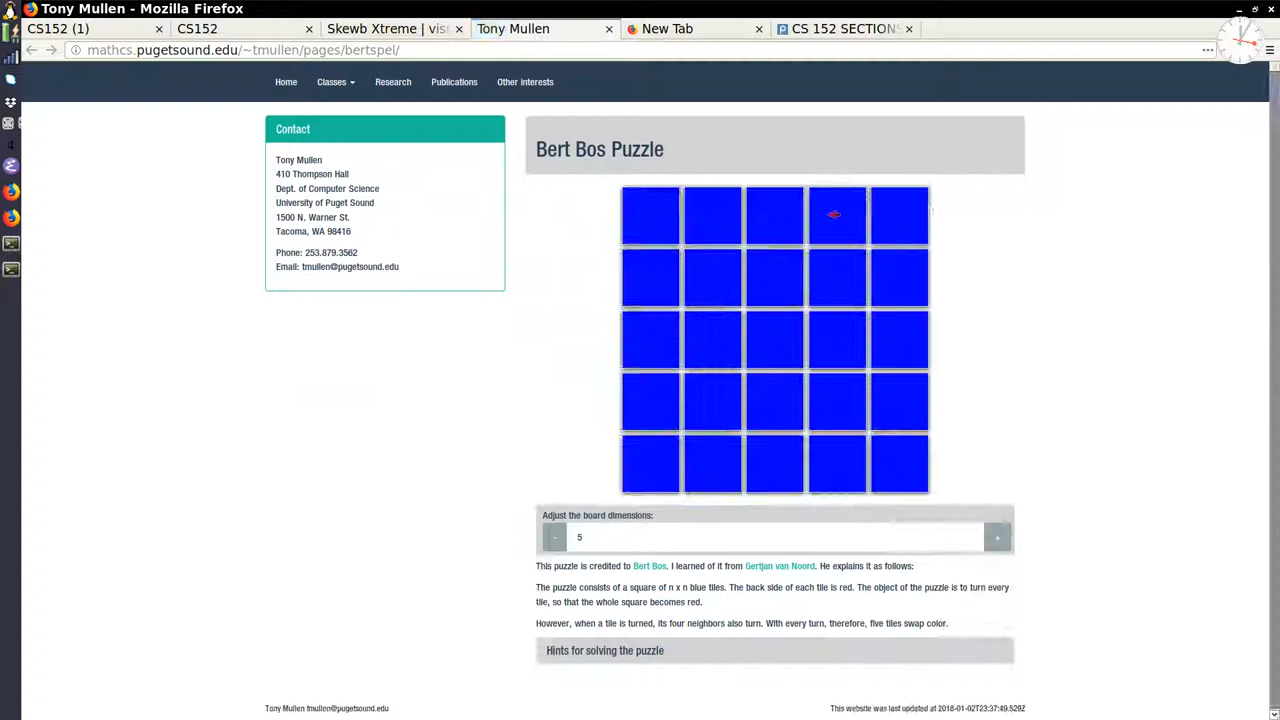 Tony Mullen - Mozilla Firefox
CS152 (1) × CS152 × Skewb Xtreme | vis × Tony Mullen × New Tab × CS 152 SECTIONS ×
mathcs.pugetsound.edu/~tmullen/pages/bertspel/
Home Classes Research Publications Other interests
Contact
Tony Mullen
410 Thompson Hall
Dept. of Computer Science
University of Puget Sound
1500 N. Warner St.
Tacoma, WA 98416
Phone: 253.879.3562
Email: tmullen@pugetsound.edu
Bert Bos Puzzle
Adjust the board dimensions:
- 5 +
This puzzle is credited to Bert Bos. I learned of it from Gertjan van Noord. He explains it as follows:
The puzzle consists of a square of n x n blue tiles. The back side of each tile is red. The object of the puzzle is to turn every
tile, so that the whole square becomes red.
However, when a tile is turned, its four neighbors also turn. With every turn, therefore, five tiles swap color.
Hints for solving the puzzle
Tony Mullen tmullen@pugetsound.edu This website was last updated at 2018-01-02T23:37:49.529Z
4